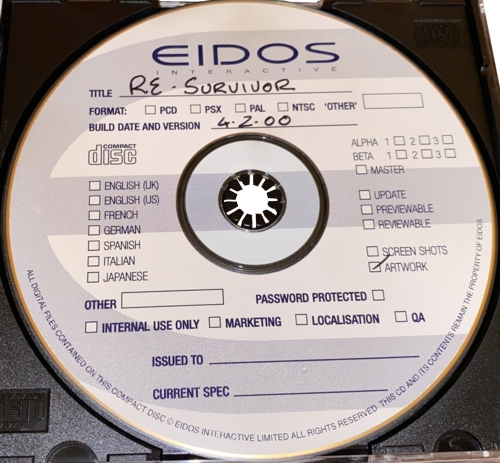 EIDOS
INTERACTIVE
TITLE RE-SURVIVOR
FORMAT: PCD PSX PAL NTSC 'OTHER'
BUILD DATE AND VERSION 4.2.00
COMPACT
disc
ALPHA 1 2 3
BETA 1 2 3
MASTER
ENGLISH (UK)
ENGLISH (US)
FRENCH
GERMAN
SPANISH
ITALIAN
JAPANESE
UPDATE
PREVIEWABLE
REVIEWABLE
SCREEN SHOTS
ARTWORK
OTHER
PASSWORD PROTECTED
INTERNAL USE ONLY MARKETING LOCALISATION QA
ISSUED TO
CURRENT SPEC
ALL DIGITAL FILES CONTAINED ON THIS COMPACT DISC © EIDOS INTERACTIVE LIMITED ALL RIGHTS RESERVED. THIS CD AND ITS CONTENTS REMAIN THE PROPERTY OF EIDOS